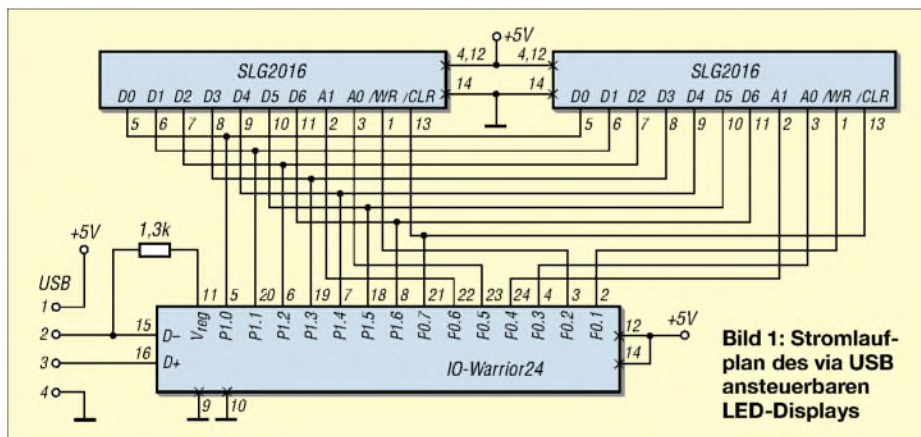 +5V
4,12 4,12
SLG2016 SLG2016
14 14
D0 D1 D2 D3 D4 D5 D6 A1 A0 /WR /CLR D0 D1 D2 D3 D4 D5 D6 A1 A0 /WR /CLR
5 6 7 8 9 10 11 2 3 1 13 5 6 7 8 9 10 11 2 3 1 13
+5V 1,3k
USB
1
2
3
4
11 5 20 6 19 7 18 8 21 22 23 24 4 3 2
15 D- Vreg P1.0 P1.1 P1.2 P1.3 P1.4 P1.5 P1.6 P0.7 P0.6 P0.5 P0.4 P0.3 P0.2 P0.1 12 +5V
16 D+ 14
IO-Warrior24
9 10
Bild 1: Stromlauf-
plan des via USB
ansteuerbaren
LED-Displays